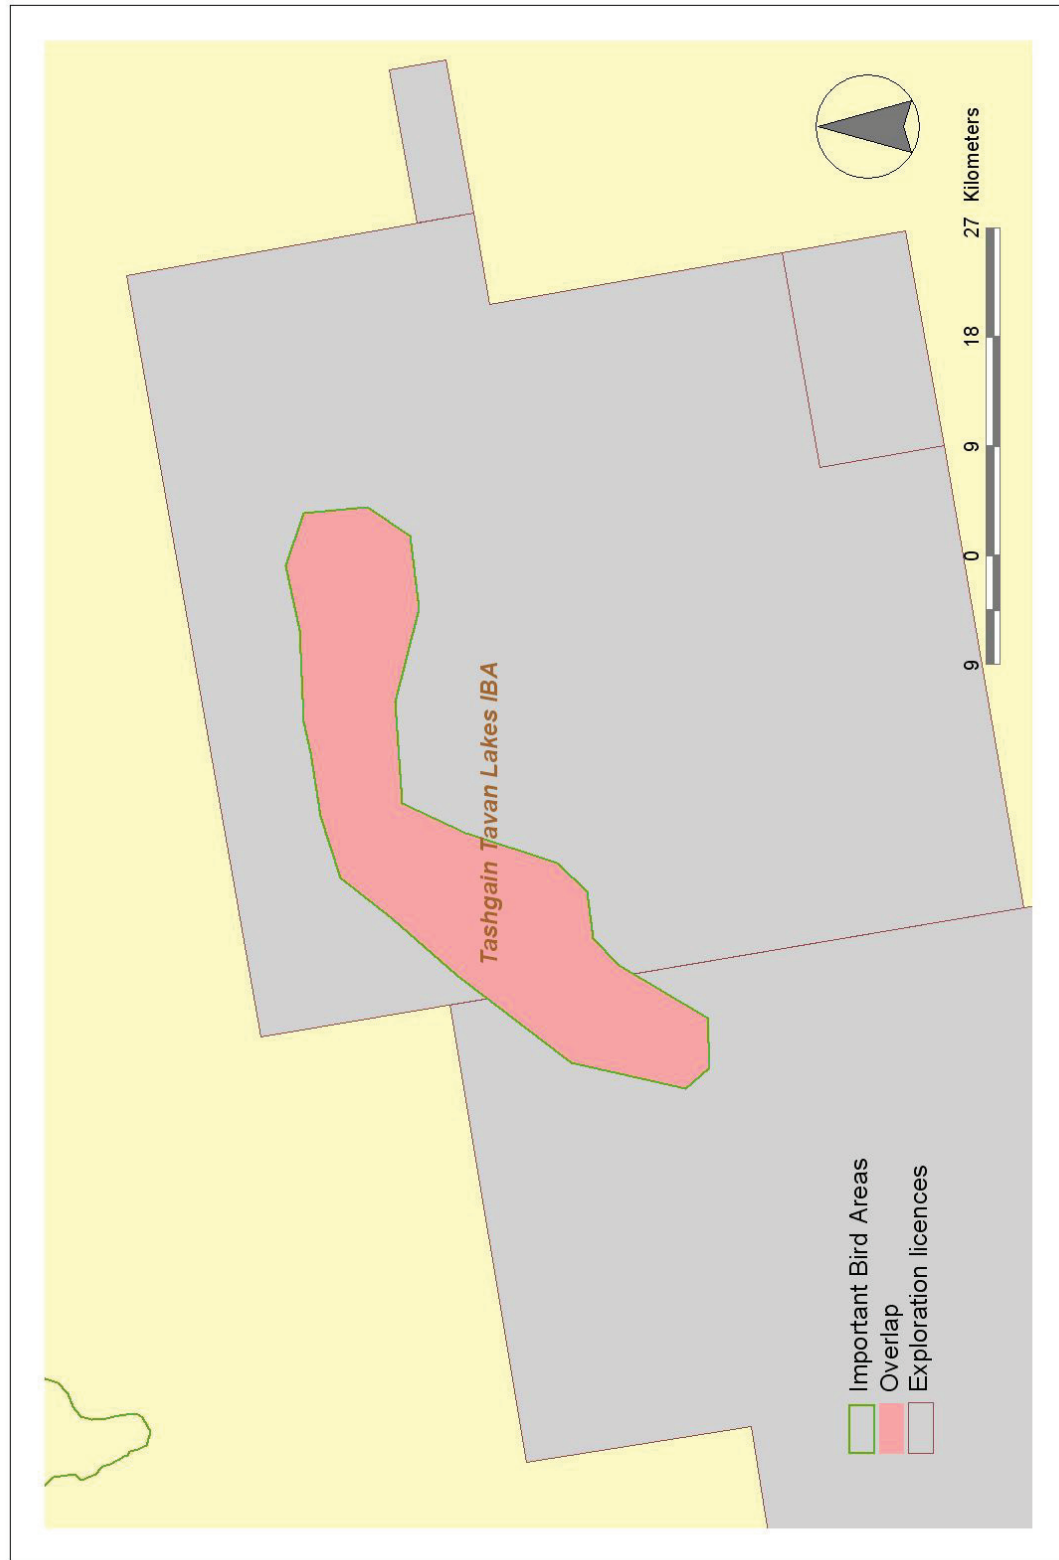 Tashgain Tavan Lakes IBA
Important Bird Areas
Overlap
Exploration licences
9 0 9 18 27 Kilometers